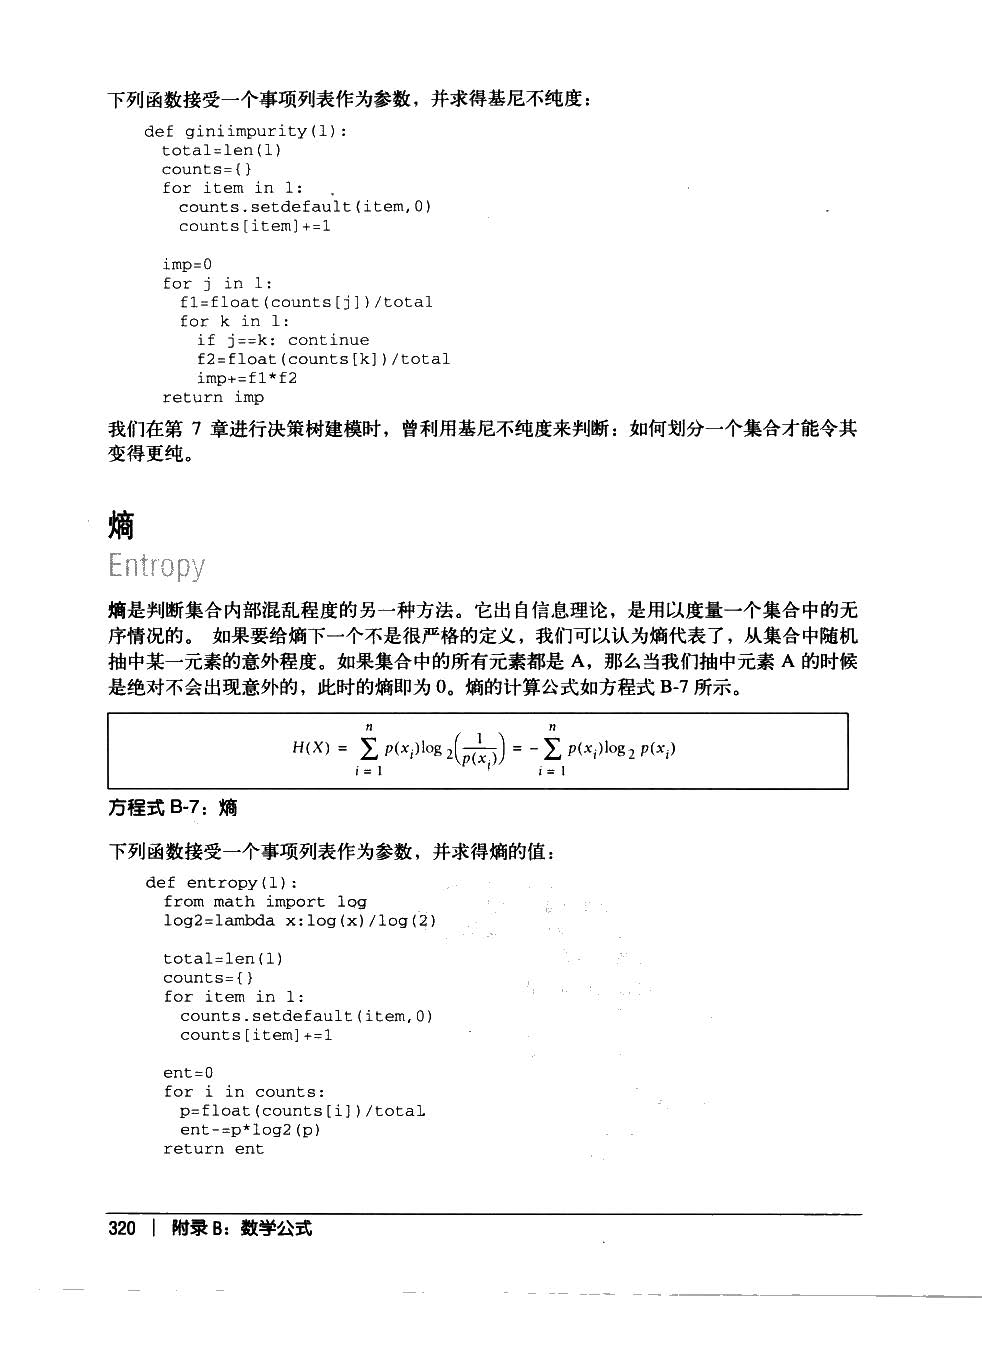 下列函数接受一个事项列表作为参数，并求得基尼不纯度：
def giniimpurity(l):
  total=len(l)
  counts={}
  for item in l:
    counts.setdefault(item,0)
    counts[item]+=1
  imp=0
  for j in l:
    f1=float(counts[j])/total
    for k in l:
      if j==k: continue
      f2=float(counts[k])/total
      imp+=f1*f2
  return imp
我们在第 7 章进行决策树建模时，曾利用基尼不纯度来判断：如何划分一个集合才能令其
变得更纯。
熵
Entropy
熵是判断集合内部混乱程度的另一种方法。它出自信息理论，是用以度量一个集合中的无
序情况的。 如果要给熵下一个不是很严格的定义，我们可以认为熵代表了，从集合中随机
抽中某一元素的意外程度。如果集合中的所有元素都是 A，那么当我们抽中元素 A 的时候
是绝对不会出现意外的，此时的熵即为 0。熵的计算公式如方程式 B-7 所示。
H(X) = \sum_{i=1}^{n} p(x_i)log_2(\frac{1}{p(x_i)}) = -\sum_{i=1}^{n} p(x_i)log_2 p(x_i)
方程式 B-7：熵
下列函数接受一个事项列表作为参数，并求得熵的值：
def entropy(l):
  from math import log
  log2=lambda x:log(x)/log(2)
  total=len(l)
  counts={}
  for item in l:
    counts.setdefault(item,0)
    counts[item]+=1
  ent=0
  for i in counts:
    p=float(counts[i])/total
    ent-=p*log2(p)
  return ent
320 | 附录 B：数学公式